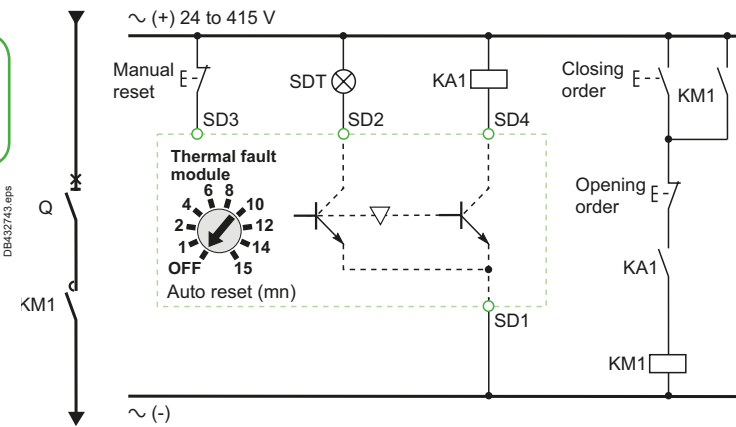 ∿ (+) 24 to 415 V
Manual
reset
SDT
KA1
Closing
order
KM1
SD3
SD2
SD4
Thermal fault
module
6 8
4 10
2 12
1 14
OFF 15
Auto reset (mn)
Opening
order
KA1
SD1
KM1
∿ (-)
Q
KM1
DB432743.eps